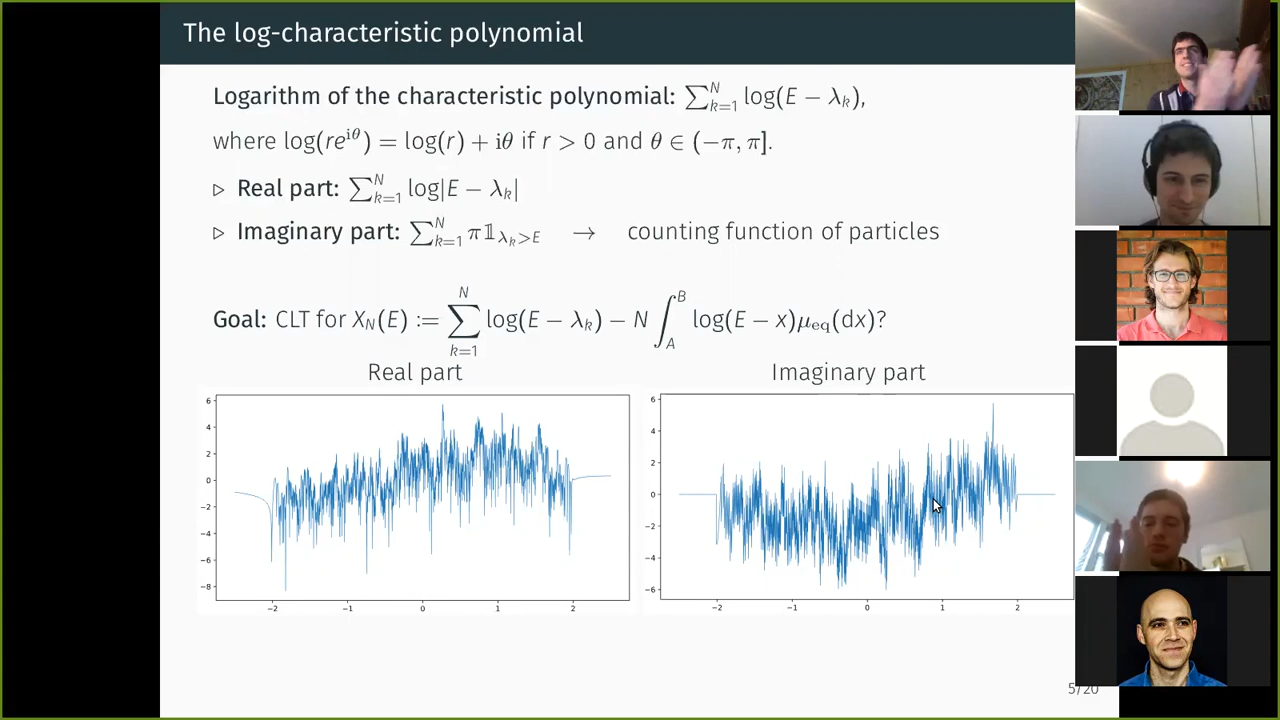 The log-characteristic polynomial
Logarithm of the characteristic polynomial: ∑_{k=1}^{N} log(E − λ_k),
where log(re^{iθ}) = log(r) + iθ if r > 0 and θ ∈ (−π, π].
▷ Real part: ∑_{k=1}^{N} log|E − λ_k|
▷ Imaginary part: ∑_{k=1}^{N} π𝟙_{λ_k>E} → counting function of particles
Goal: CLT for X_N(E) := ∑_{k=1}^{N} log(E − λ_k) − N ∫_A^B log(E − x)μ_eq(dx)?
Real part
6
4
2
0
−2
−4
−6
−8
−2 −1 0 1 2
Imaginary part
6
4
2
0
−2
−4
−6
−2 −1 0 1 2
5/20